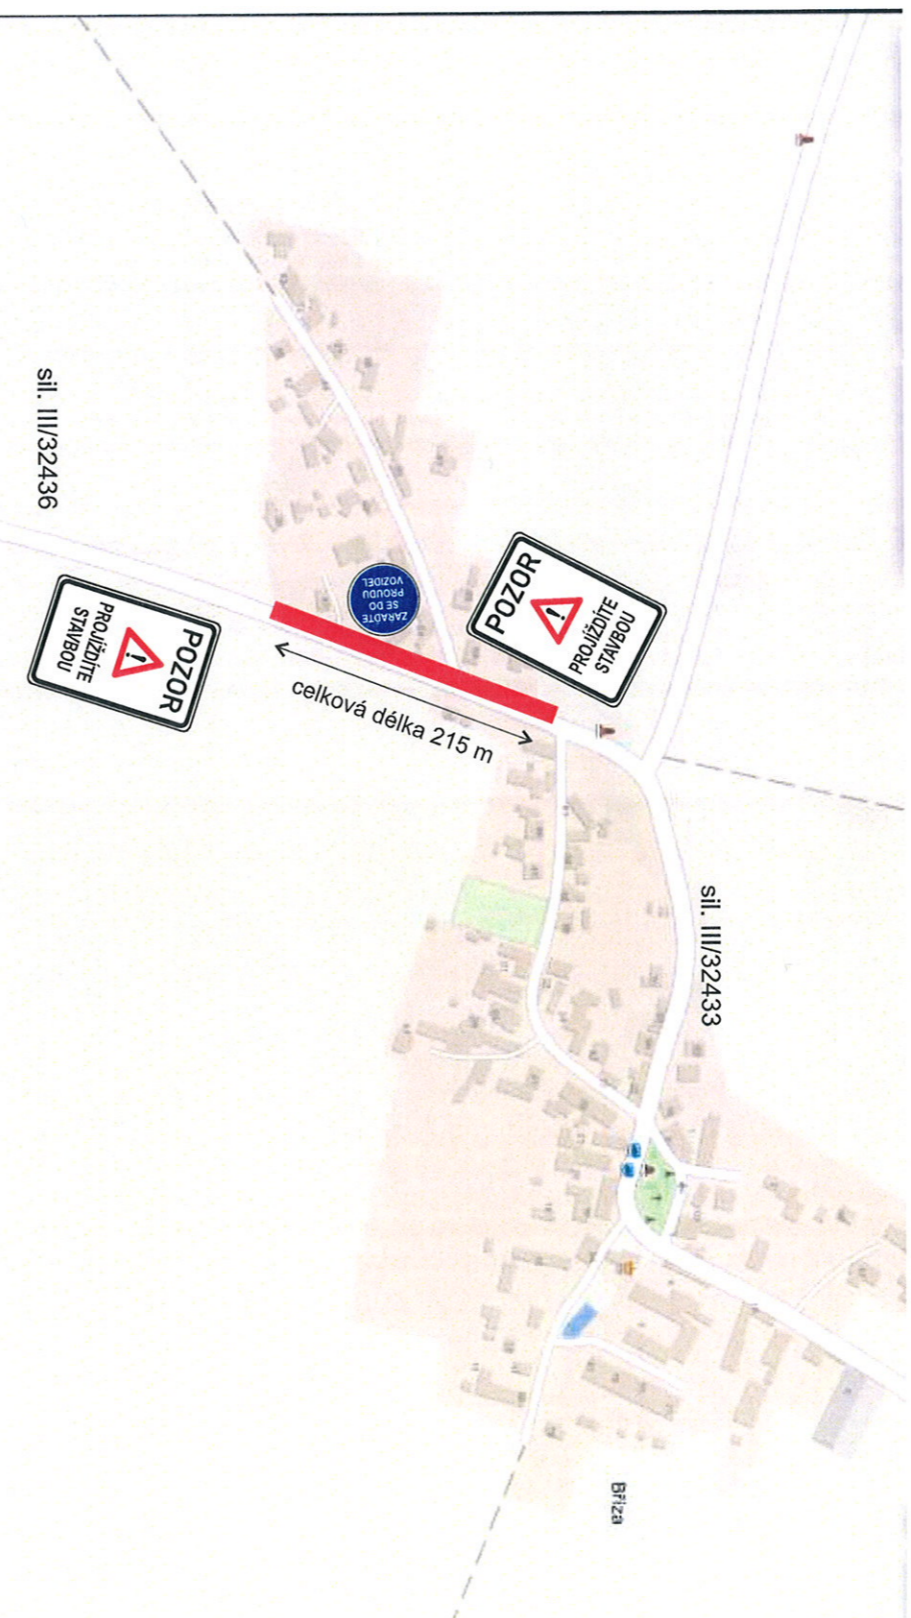 sil. III/32433
POZOR
PROJÍŽDÍTE
STAVBOU
ZAŘAĎTE
SE DO
PROUDU
VOZIDEL
celková délka 215 m
POZOR
PROJÍŽDÍTE
STAVBOU
sil. III/32436
Bříza